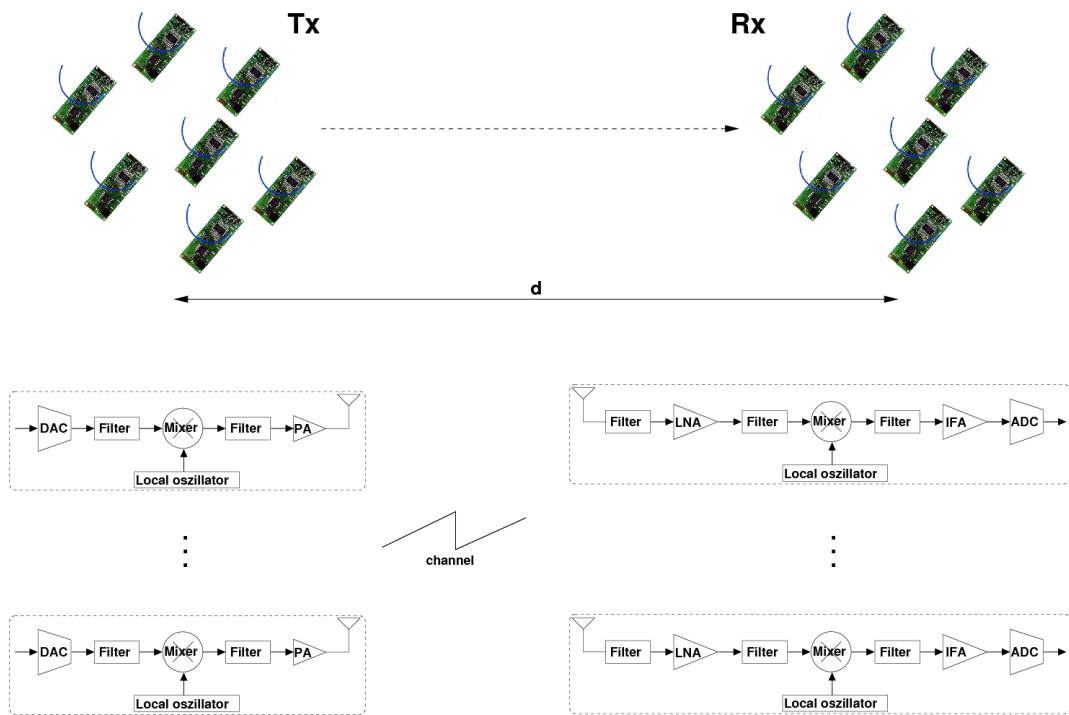 Tx
Rx
d
DAC
Filter
Mixer
Filter
PA
Local oszillator
Filter
LNA
Filter
Mixer
Filter
IFA
ADC
Local oszillator
channel
DAC
Filter
Mixer
Filter
PA
Local oszillator
Filter
LNA
Filter
Mixer
Filter
IFA
ADC
Local oszillator